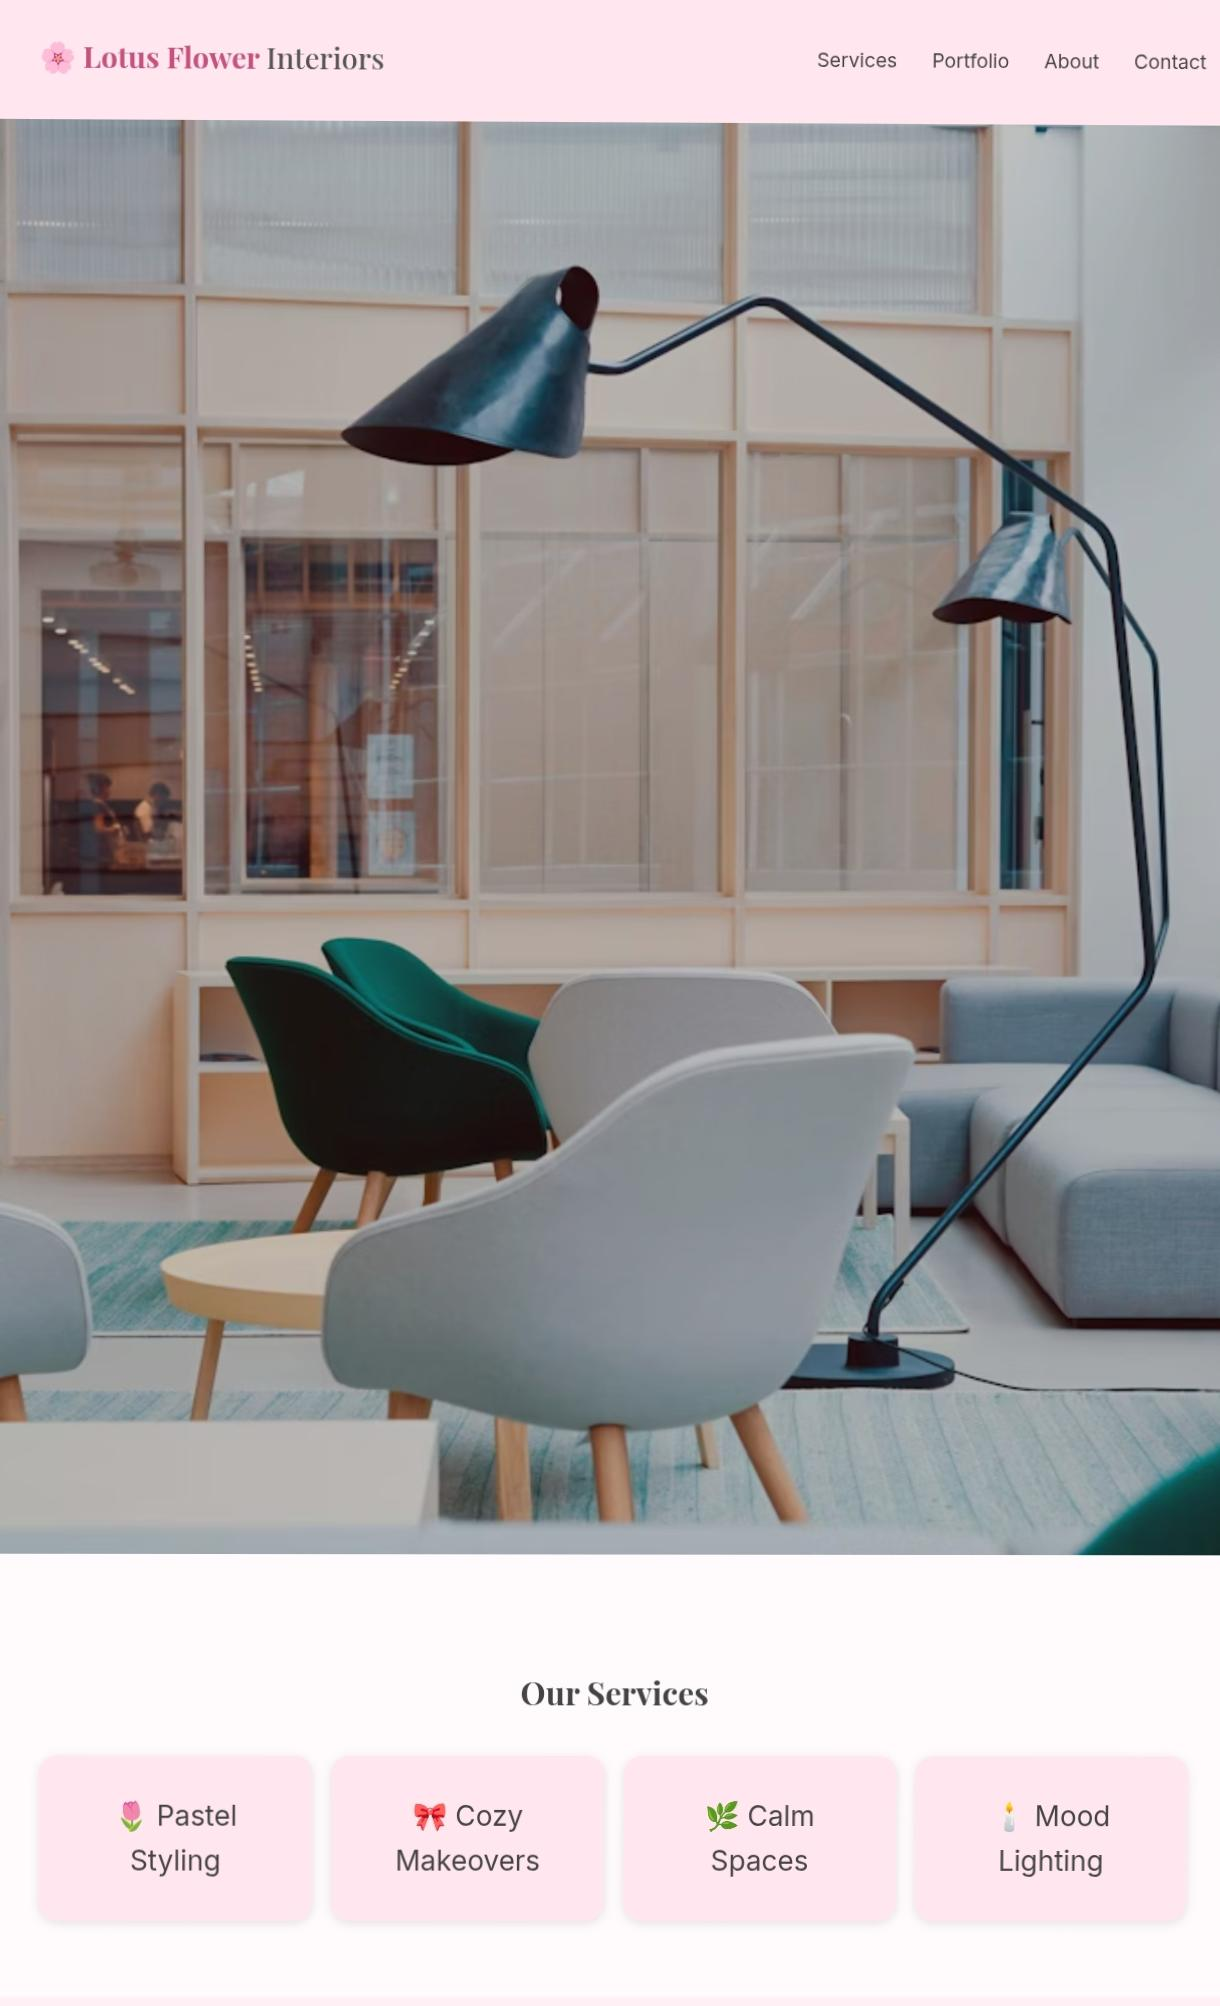 🌸 Lotus Flower Interiors
Services Portfolio About Contact
Our Services
🌷 Pastel
Styling
🎀 Cozy
Makeovers
🌿 Calm
Spaces
🕯️ Mood
Lighting